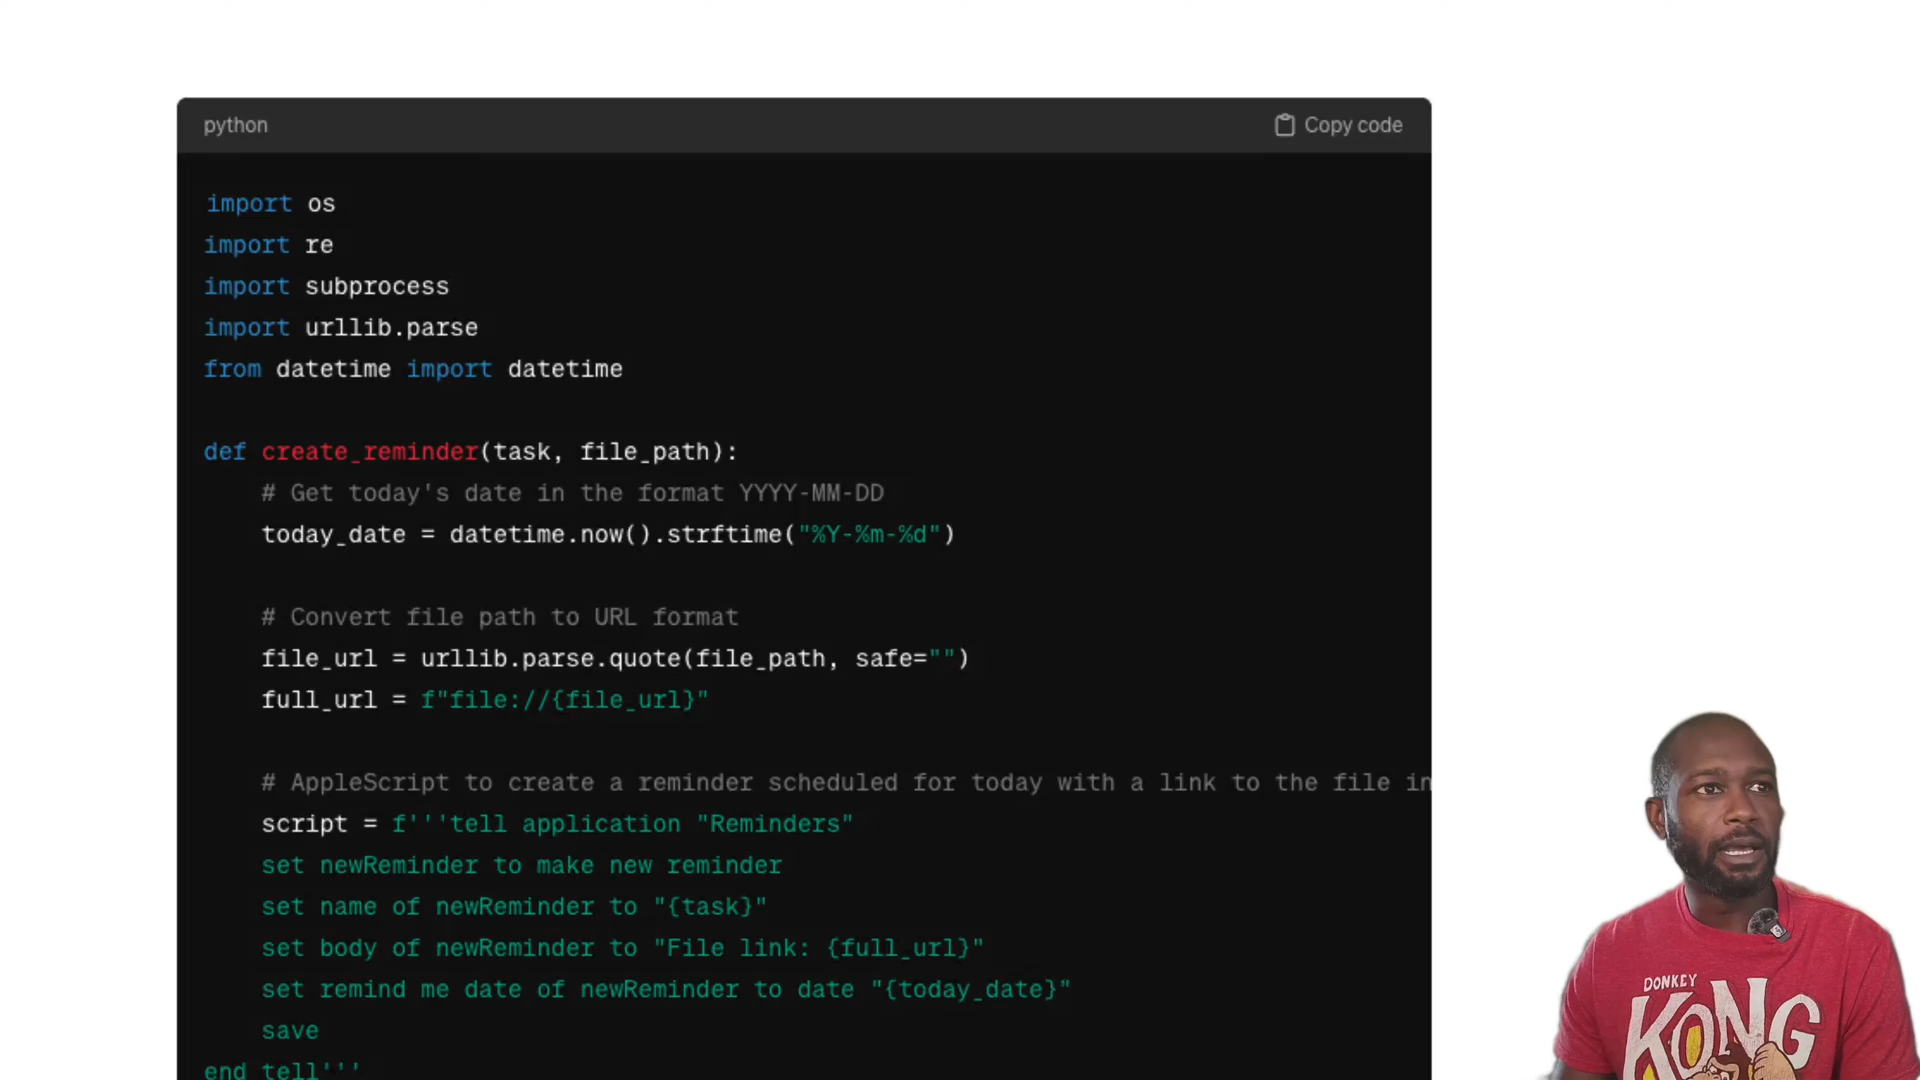 python
Copy code
import os
import re
import subprocess
import urllib.parse
from datetime import datetime
def create_reminder(task, file_path):
# Get today's date in the format YYYY-MM-DD
today_date = datetime.now().strftime("%Y-%m-%d")
# Convert file path to URL format
file_url = urllib.parse.quote(file_path, safe="")
full_url = f"file://{file_url}"
# AppleScript to create a reminder scheduled for today with a link to the file in
script = f'''tell application "Reminders"
set newReminder to make new reminder
set name of newReminder to "{task}"
set body of newReminder to "File link: {full_url}"
set remind me date of newReminder to date "{today_date}"
save
end tell'''
DONKEY
KONG